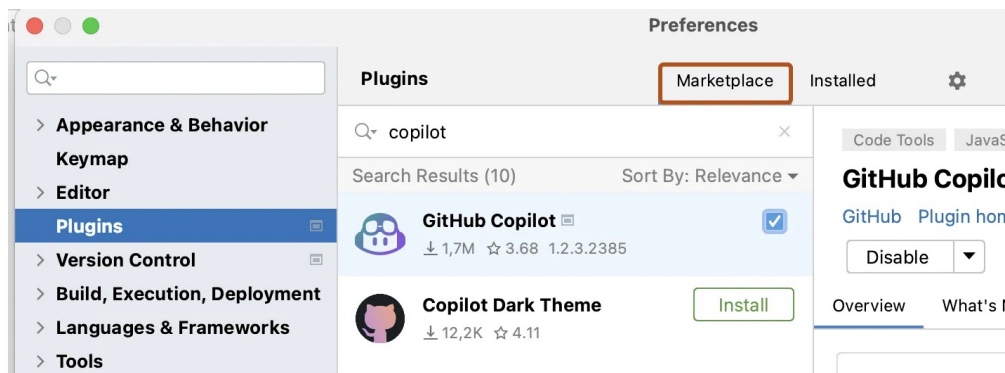 Preferences
Plugins
Marketplace
Installed
Appearance & Behavior
Keymap
Editor
Plugins
Version Control
Build, Execution, Deployment
Languages & Frameworks
Tools
copilot
Search Results (10)
Sort By: Relevance
GitHub Copilot
1,7M 3.68 1.2.3.2385
Copilot Dark Theme
Install
12,2K 4.11
Code Tools
GitHub
Plugin
Disable
Overview
What's